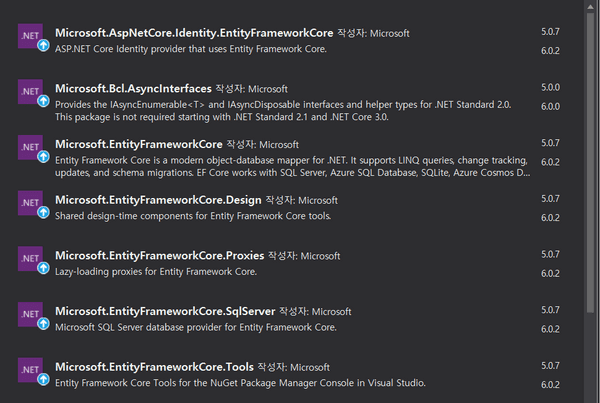 .NET Microsoft.AspNetCore.Identity.EntityFrameworkCore 작성자: Microsoft 5.0.7
ASP.NET Core Identity provider that uses Entity Framework Core. 6.0.2
.NET Microsoft.Bcl.AsyncInterfaces 작성자: Microsoft 5.0.0
Provides the IAsyncEnumerable<T> and IAsyncDisposable interfaces and helper types for .NET Standard 2.0. 6.0.0
This package is not required starting with .NET Standard 2.1 and .NET Core 3.0.
.NET Microsoft.EntityFrameworkCore 작성자: Microsoft 5.0.7
Entity Framework Core is a modern object-database mapper for .NET. It supports LINQ queries, change tracking, 6.0.2
updates, and schema migrations. EF Core works with SQL Server, Azure SQL Database, SQLite, Azure Cosmos D...
.NET Microsoft.EntityFrameworkCore.Design 작성자: Microsoft 5.0.7
Shared design-time components for Entity Framework Core tools. 6.0.2
.NET Microsoft.EntityFrameworkCore.Proxies 작성자: Microsoft 5.0.7
Lazy-loading proxies for Entity Framework Core. 6.0.2
.NET Microsoft.EntityFrameworkCore.SqlServer 작성자: Microsoft 5.0.7
Microsoft SQL Server database provider for Entity Framework Core. 6.0.2
.NET Microsoft.EntityFrameworkCore.Tools 작성자: Microsoft 5.0.7
Entity Framework Core Tools for the NuGet Package Manager Console in Visual Studio. 6.0.2